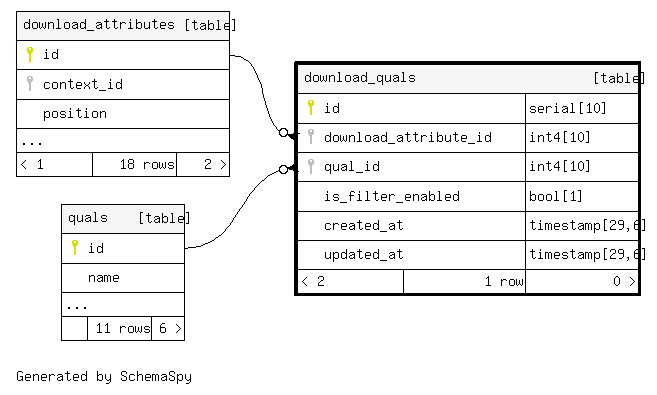 download_attributes [table]
id
context_id
position
...
< 1 18 rows 2 >
download_quals [table]
id serial[10]
download_attribute_id int4[10]
qual_id int4[10]
is_filter_enabled bool[1]
created_at timestamp[29,6]
updated_at timestamp[29,6]
< 2 1 row 0 >
quals [table]
id
name
...
11 rows 6 >
Generated by SchemaSpy